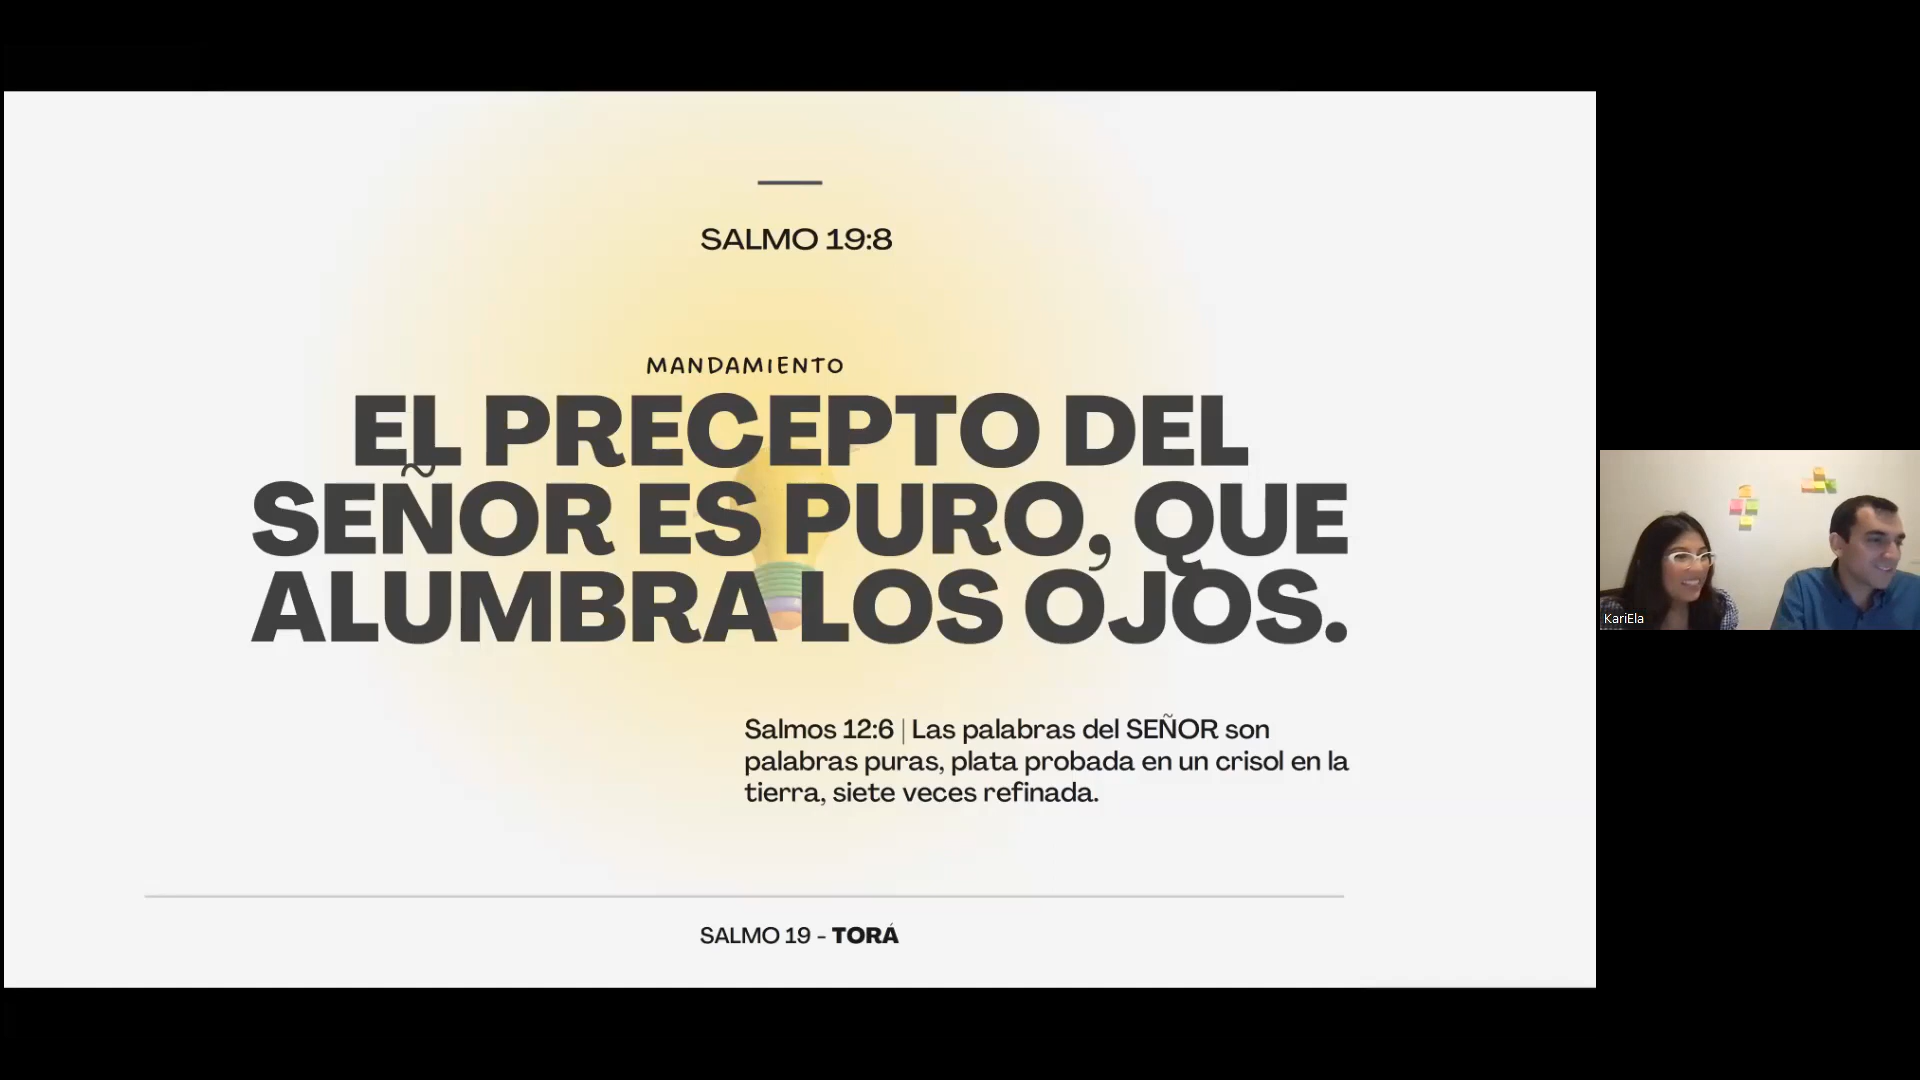 SALMO 19:8
MANDAMIENTO
EL PRECEPTO DEL
SEÑOR ES PURO, QUE
ALUMBRA LOS OJOS.
Salmos 12:6 | Las palabras del SEÑOR son
palabras puras, plata probada en un crisol en la
tierra, siete veces refinada.
SALMO 19 - TORÁ
KariEla